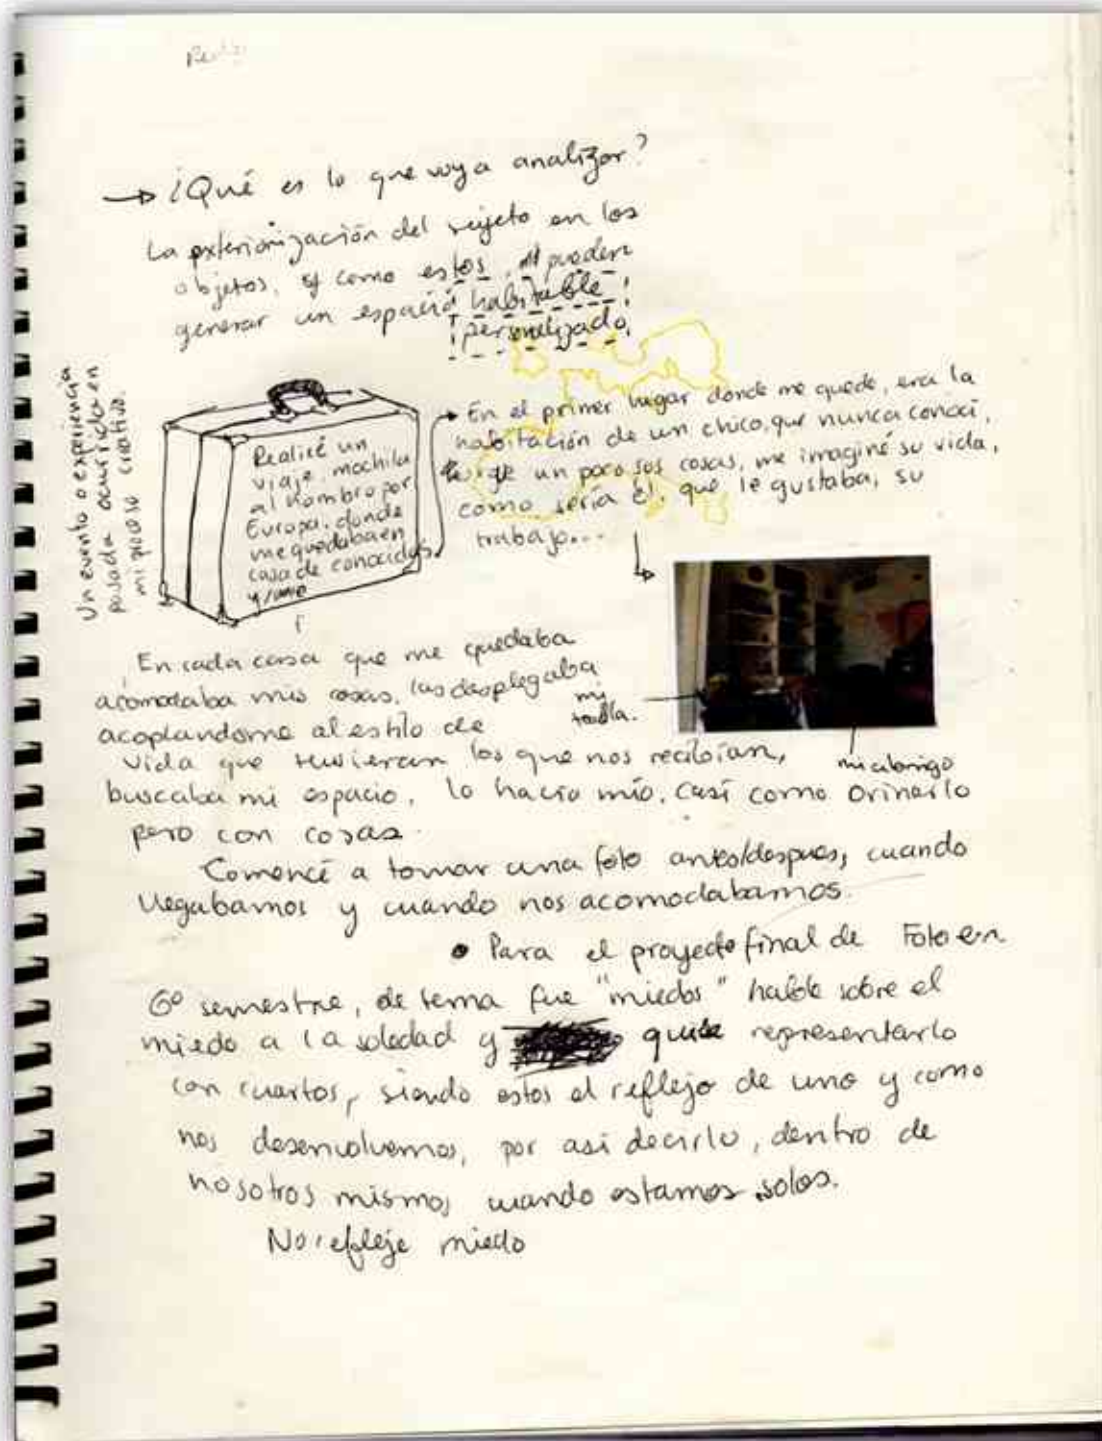 → ¿Qué es lo que voy a analizar?
La exteriorización del sujeto en los
objetos, y como estos, pueden
generar un espacio habitable
personalizado.
Un evento o experiencia
pasada ocurrida en
mi proceso creativo.
Realicé un
viaje, mochila
al hombro por
Europa, donde
me quedaba en
casa de conocidos
y/uno
→ En el primer lugar donde me quede, era la
habitación de un chico, que nunca conocí,
un poco sus cosas, me imaginé su vida,
como sería él, que le gustaba, su
trabajo...
En cada casa que me quedaba
acomodaba mis cosas, las desplegaba
acoplandome al estilo de
vida que tuvieran los que nos recibían,
buscaba mi espacio, lo hacía mío. Casi como orinarlo
pero con cosas.
mi
toalla.
mi abrigo
Comencé a tomar una foto antes/despues, cuando
llegabamos y cuando nos acomodabamos.
• Para el proyecto final de Foto en
6º semestre, de tema fue "miedos" hable sobre el
miedo a la soledad y quise representarlo
con cuartos, siendo estos el reflejo de uno y como
nos desenvolvemos, por asi decirlo, dentro de
nosotros mismos cuando estamos solos.
No refleje miedo